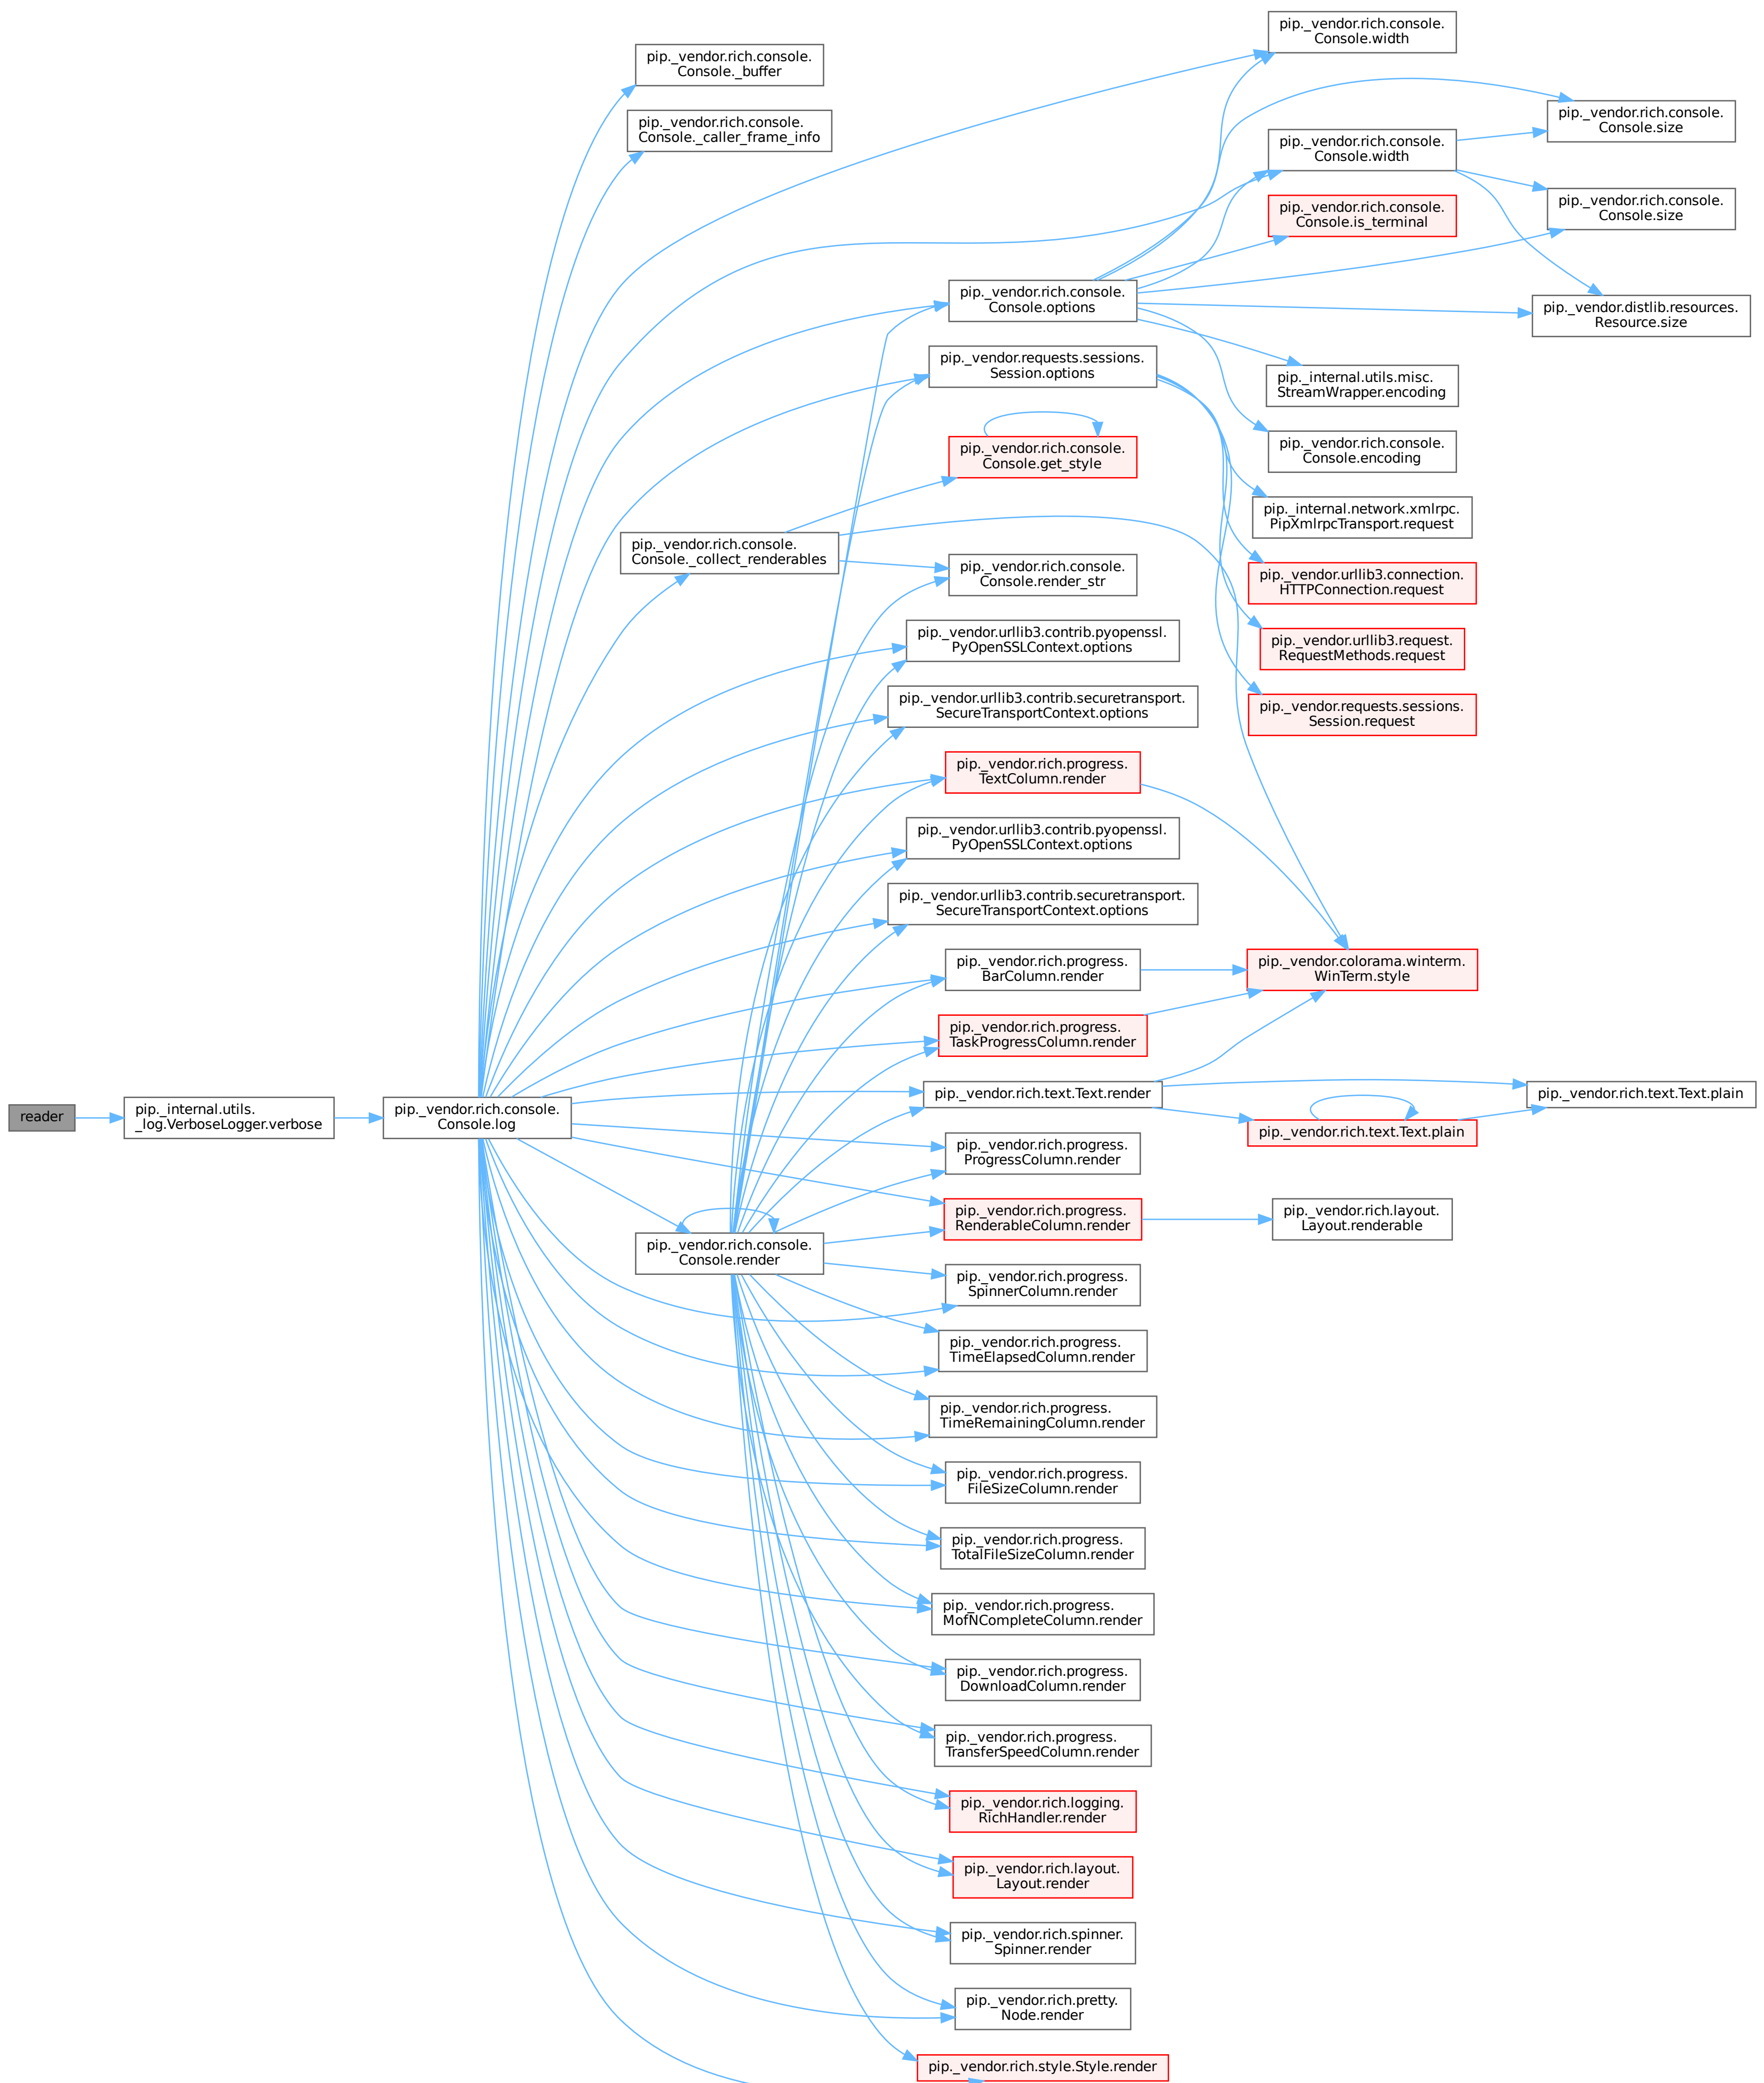 reader
pip._internal.utils.
_log.VerboseLogger.verbose
pip._vendor.rich.console.
Console.log
pip._vendor.rich.console.
Console._buffer
pip._vendor.rich.console.
Console._caller_frame_info
pip._vendor.rich.console.
Console._collect_renderables
pip._vendor.rich.console.
Console.render
pip._vendor.rich.console.
Console.options
pip._vendor.requests.sessions.
Session.options
pip._vendor.rich.console.
Console.get_style
pip._vendor.rich.console.
Console.render_str
pip._vendor.urllib3.contrib.pyopenssl.
PyOpenSSLContext.options
pip._vendor.urllib3.contrib.securetransport.
SecureTransportContext.options
pip._vendor.rich.progress.
TextColumn.render
pip._vendor.urllib3.contrib.pyopenssl.
PyOpenSSLContext.options
pip._vendor.urllib3.contrib.securetransport.
SecureTransportContext.options
pip._vendor.rich.progress.
BarColumn.render
pip._vendor.rich.progress.
TaskProgressColumn.render
pip._vendor.rich.text.Text.render
pip._vendor.rich.progress.
ProgressColumn.render
pip._vendor.rich.progress.
RenderableColumn.render
pip._vendor.rich.progress.
SpinnerColumn.render
pip._vendor.rich.progress.
TimeElapsedColumn.render
pip._vendor.rich.progress.
TimeRemainingColumn.render
pip._vendor.rich.progress.
FileSizeColumn.render
pip._vendor.rich.progress.
TotalFileSizeColumn.render
pip._vendor.rich.progress.
MofNCompleteColumn.render
pip._vendor.rich.progress.
DownloadColumn.render
pip._vendor.rich.progress.
TransferSpeedColumn.render
pip._vendor.rich.logging.
RichHandler.render
pip._vendor.rich.layout.
Layout.render
pip._vendor.rich.spinner.
Spinner.render
pip._vendor.rich.pretty.
Node.render
pip._vendor.rich.style.Style.render
pip._vendor.rich.console.
Console.width
pip._vendor.rich.console.
Console.width
pip._vendor.rich.console.
Console.is_terminal
pip._internal.utils.misc.
StreamWrapper.encoding
pip._vendor.rich.console.
Console.encoding
pip._internal.network.xmlrpc.
PipXmlrpcTransport.request
pip._vendor.urllib3.connection.
HTTPConnection.request
pip._vendor.urllib3.request.
RequestMethods.request
pip._vendor.requests.sessions.
Session.request
pip._vendor.colorama.winterm.
WinTerm.style
pip._vendor.rich.text.Text.plain
pip._vendor.rich.layout.
Layout.renderable
pip._vendor.rich.console.
Console.size
pip._vendor.rich.console.
Console.size
pip._vendor.distlib.resources.
Resource.size
pip._vendor.rich.text.Text.plain